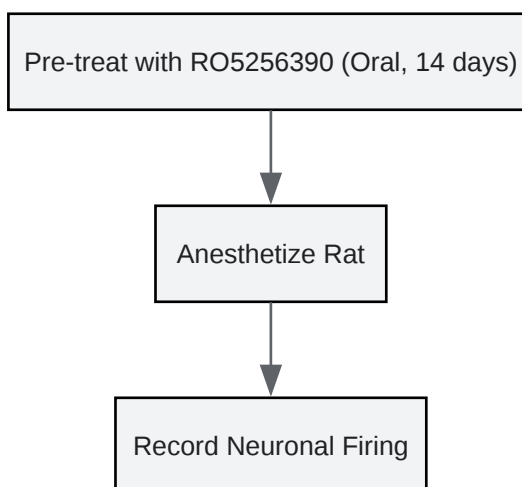 Pre-treat with RO5256390 (Oral, 14 days)
Anesthetize Rat
Record Neuronal Firing